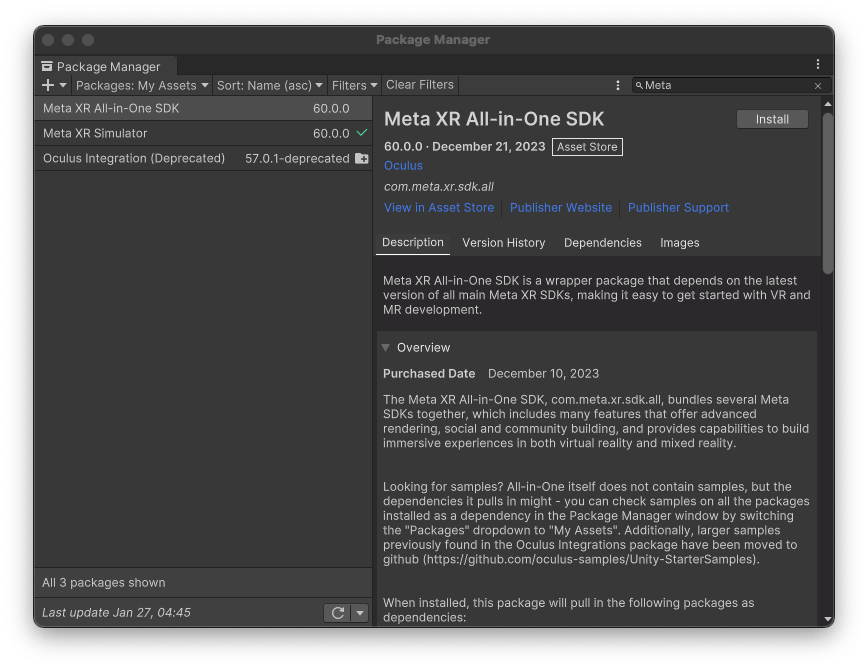 Package Manager
Package Manager
Packages: My Assets
Sort: Name (asc)
Filters
Clear Filters
Meta
Meta XR All-in-One SDK 60.0.0
Meta XR Simulator 60.0.0
Oculus Integration (Deprecated) 57.0.1-deprecated
All 3 packages shown
Last update Jan 27, 04:45
Meta XR All-in-One SDK
Install
60.0.0 · December 21, 2023 Asset Store
Oculus
com.meta.xr.sdk.all
View in Asset Store Publisher Website Publisher Support
Description Version History Dependencies Images
Meta XR All-in-One SDK is a wrapper package that depends on the latest
version of all main Meta XR SDKs, making it easy to get started with VR and
MR development.
Overview
Purchased Date December 10, 2023
The Meta XR All-in-One SDK, com.meta.xr.sdk.all, bundles several Meta
SDKs together, which includes many features that offer advanced
rendering, social and community building, and provides capabilities to build
immersive experiences in both virtual reality and mixed reality.
Looking for samples? All-in-One itself does not contain samples, but the
dependencies it pulls in might - you can check samples on all the packages
installed as a dependency in the Package Manager window by switching
the "Packages" dropdown to "My Assets". Additionally, larger samples
previously found in the Oculus Integrations package have been moved to
github (https://github.com/oculus-samples/Unity-StarterSamples).
When installed, this package will pull in the following packages as
dependencies: